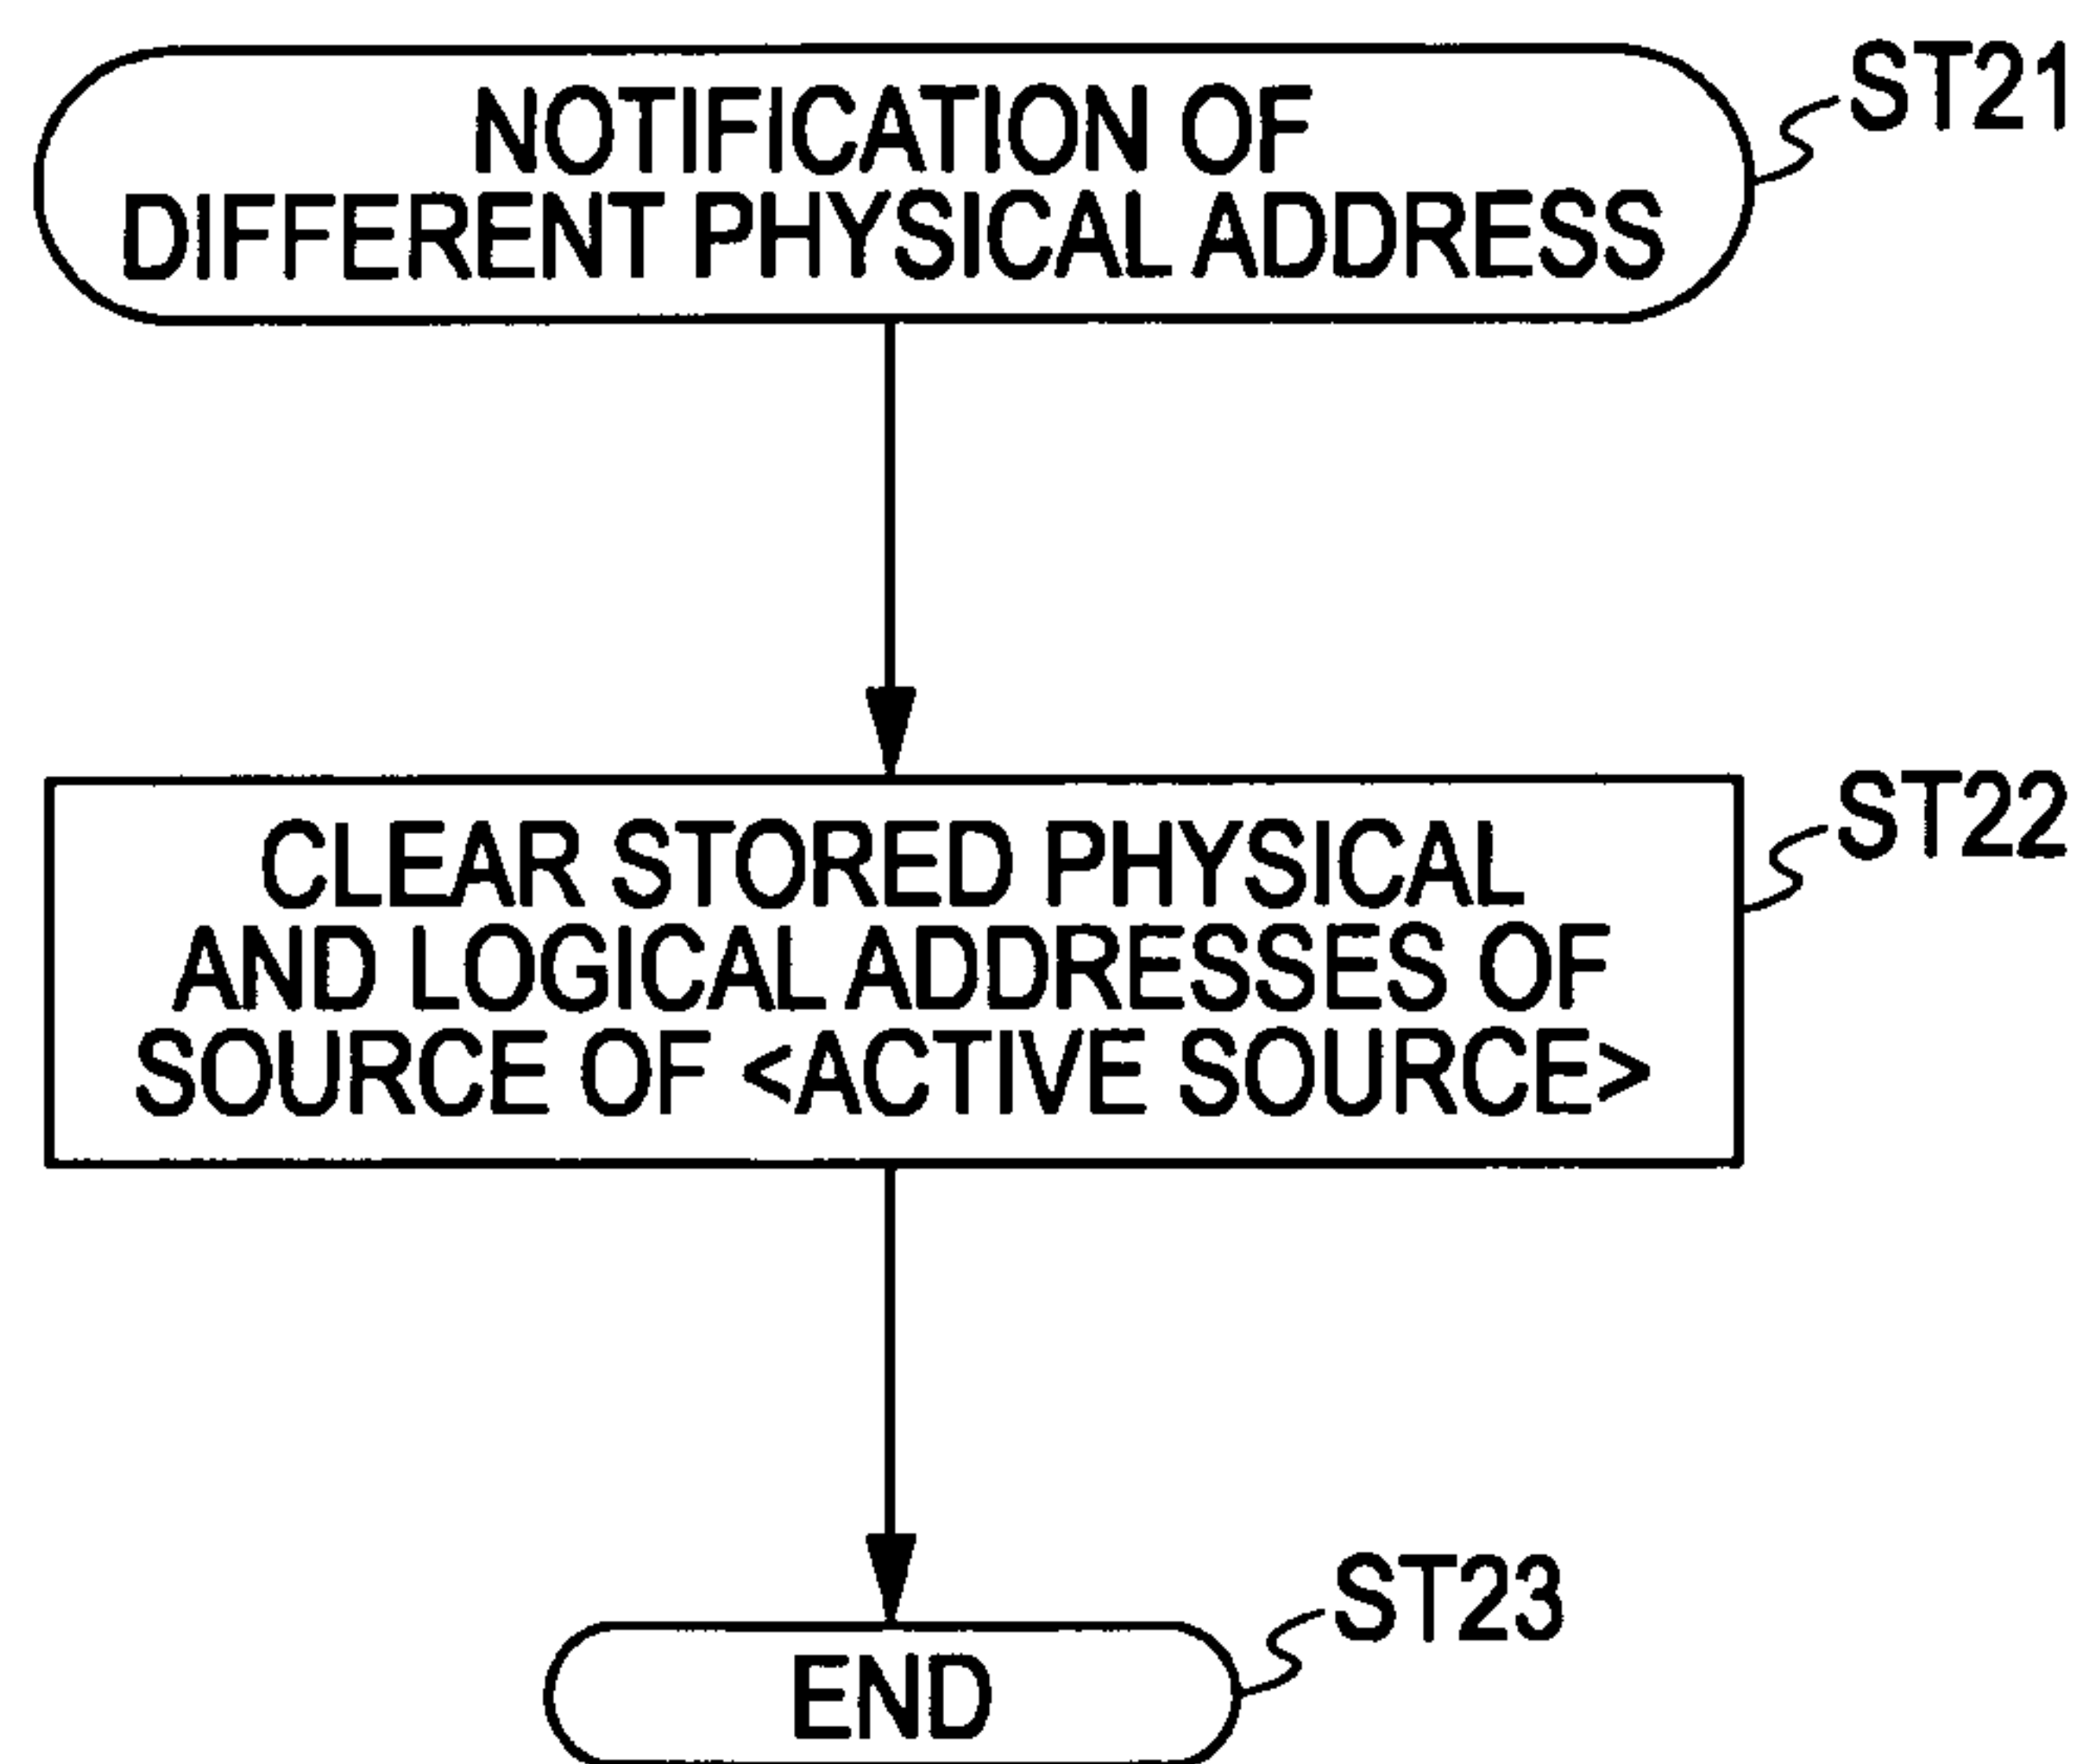 NOTIFICATION OF
DIFFERENT PHYSICAL ADDRESS
ST21
CLEAR STORED PHYSICAL
AND LOGICAL ADDRESSES OF
SOURCE OF <ACTIVE SOURCE>
ST22
END
ST23